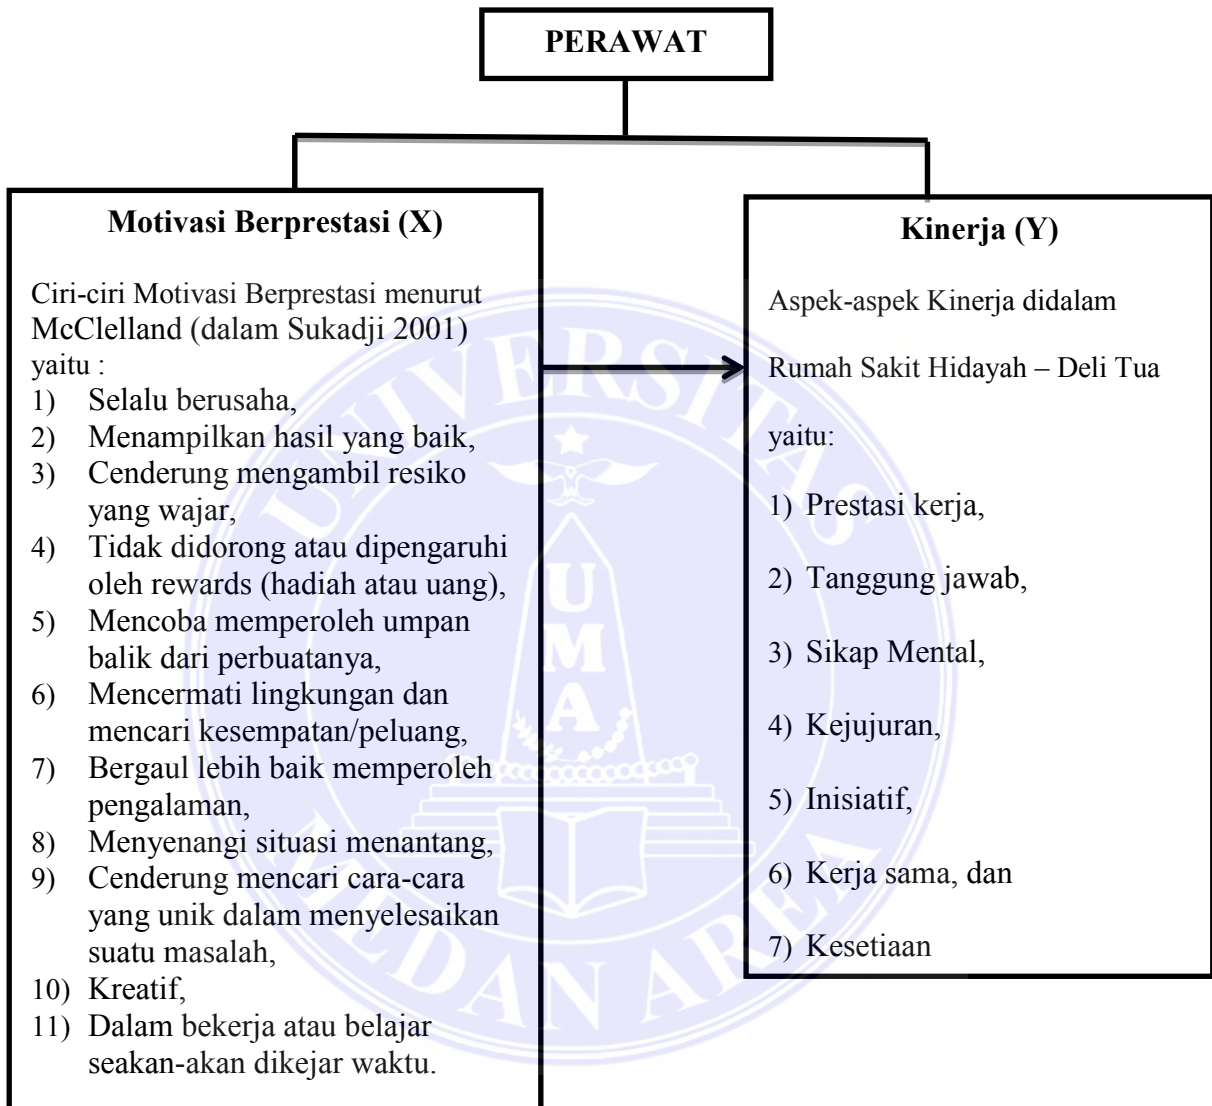 PERAWAT
Motivasi Berprestasi (X)
Ciri-ciri Motivasi Berprestasi menurut
McClelland (dalam Sukadji 2001)
yaitu :
1) Selalu berusaha,
2) Menampilkan hasil yang baik,
3) Cenderung mengambil resiko
yang wajar,
4) Tidak didorong atau dipengaruhi
oleh rewards (hadiah atau uang),
5) Mencoba memperoleh umpan
balik dari perbuatanya,
6) Mencermati lingkungan dan
mencari kesempatan/peluang,
7) Bergaul lebih baik memperoleh
pengalaman,
8) Menyenangi situasi menantang,
9) Cenderung mencari cara-cara
yang unik dalam menyelesaikan
suatu masalah,
10) Kreatif,
11) Dalam bekerja atau belajar
seakan-akan dikejar waktu.
Kinerja (Y)
Aspek-aspek Kinerja didalam
Rumah Sakit Hidayah – Deli Tua
yaitu:
1) Prestasi kerja,
2) Tanggung jawab,
3) Sikap Mental,
4) Kejujuran,
5) Inisiatif,
6) Kerja sama, dan
7) Kesetiaan
UNIVERSITAS
UMA
MEDAN AREA